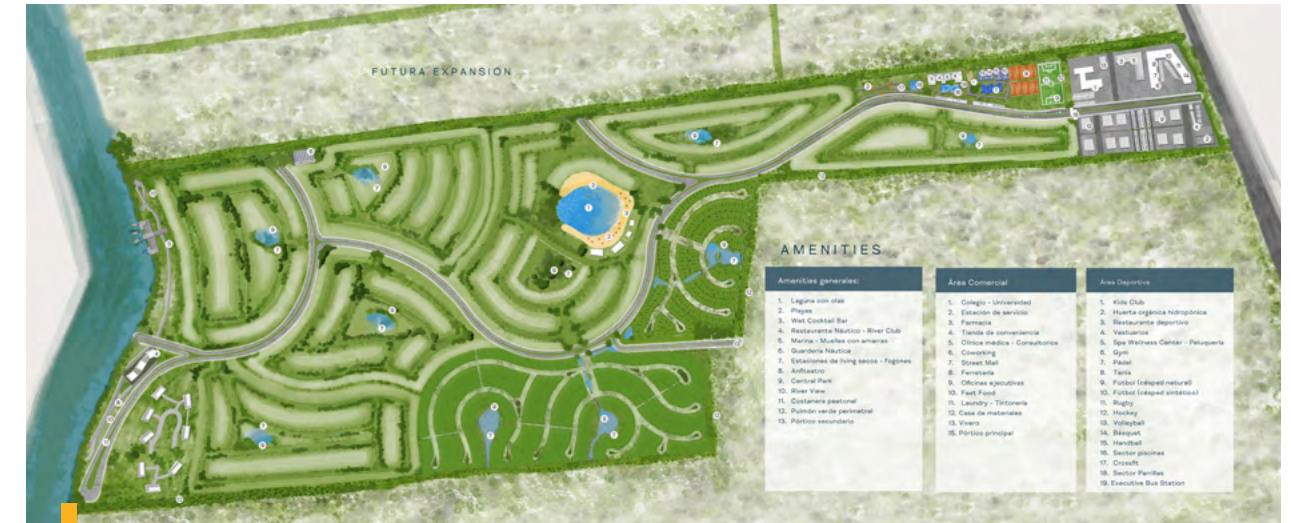 FUTURA EXPANSIÓN
AMENITIES
Amenities generales:
1. Laguna con olas
2. Playas
3. Wet Cocktail Bar
4. Restaurante Náutico - River Club
5. Marina - Muelles con amarras
6. Guardería Náutica
7. Estaciones de living secos - Fogones
8. Anfiteatro
9. Central Park
10. River View
11. Costanera peatonal
12. Pulmón verde perimetral
13. Pórtico secundario
Área Comercial
1. Colegio - Universidad
2. Estación de servicio
3. Farmacia
4. Tienda de conveniencia
5. Clínica médica - Consultorios
6. Coworking
7. Street Mall
8. Ferretería
9. Oficinas ejecutivas
10. Fast Food
11. Laundry - Tintorería
12. Casa de materiales
13. Vivero
15. Pórtico principal
Área Deportiva
1. Kids Club
2. Huerta orgánica hidropónica
3. Restaurante deportivo
4. Vestuarios
5. Spa Wellness Center - Peluquería
6. Gym
7. Pádel
8. Tenis
9. Fútbol (césped natural)
10. Fútbol (césped sintético)
11. Rugby
12. Hockey
13. Volleyball
14. Básquet
15. Handball
16. Sector piscinas
17. Crossfit
18. Sector Parrillas
19. Executive Bus Station